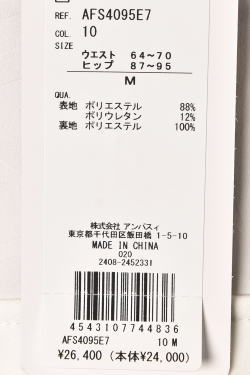 REF. AFS4095E7
COL. 10
SIZE
ウエスト 64~70
ヒップ 87~95
M
QUA.
表地 ポリエステル 88%
ポリウレタン 12%
裏地 ポリエステル 100%
株式会社 アンパスィ
東京都千代田区飯田橋 1-5-10
MADE IN CHINA
020
2408-2452331
4543107744836
AFS4095E7 10 M
¥26,400 (本体¥24,000)